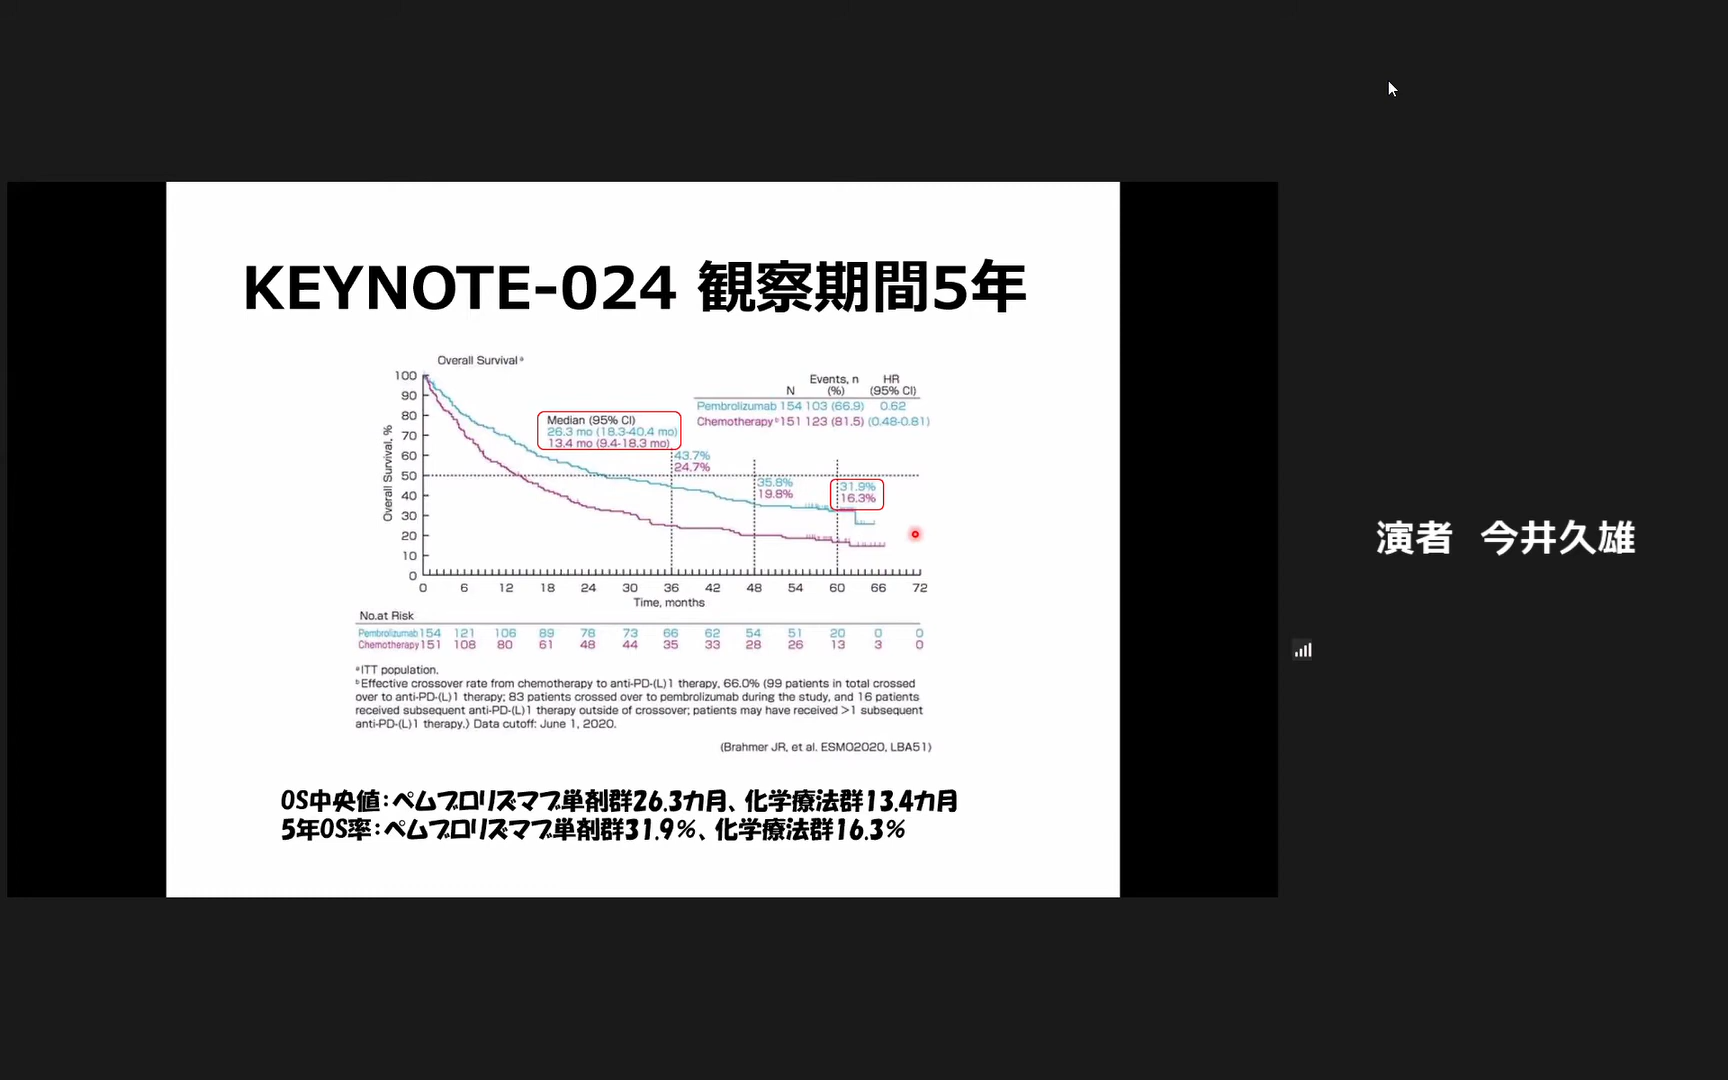 KEYNOTE-024 観察期間5年
Overall Survival a
Events, n HR
N (%) (95% CI)
Pembrolizumab 154 103 (66.9) 0.62
Chemotherapy b 151 123 (81.5) (0.48-0.81)
Median (95% CI)
26.3 mo (18.3-40.4 mo)
13.4 mo (9.4-18.3 mo)
43.7%
24.7%
35.8%
19.8%
31.9%
16.3%
Overall Survival, %
100
90
80
70
60
50
40
30
20
10
0
0 6 12 18 24 30 36 42 48 54 60 66 72
Time, months
No.at Risk
Pembrolizumab 154 121 106 89 78 73 66 62 54 51 20 0 0
Chemotherapy 151 108 80 61 48 44 35 33 28 26 13 3 0
a ITT population.
b Effective crossover rate from chemotherapy to anti-PD-(L)1 therapy, 66.0% (99 patients in total crossed
over to anti-PD-(L)1 therapy; 83 patients crossed over to pembrolizumab during the study, and 16 patients
received subsequent anti-PD-(L)1 therapy outside of crossover; patients may have received >1 subsequent
anti-PD-(L)1 therapy.) Data cutoff: June 1, 2020.
(Brahmer JR, et al. ESMO2020, LBA51)
OS中央値：ペムブロリズマブ単剤群26.3カ月、化学療法群13.4カ月
5年OS率：ペムブロリズマブ単剤群31.9％、化学療法群16.3％
演者 今井久雄